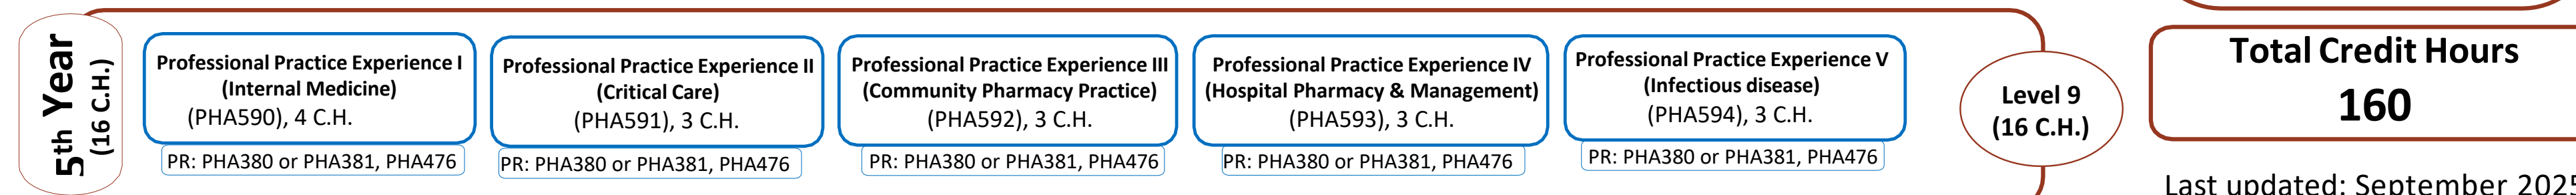 5th Year
(16 C.H.)
Professional Practice Experience I
(Internal Medicine)
(PHA590), 4 C.H.
PR: PHA380 or PHA381, PHA476
Professional Practice Experience II
(Critical Care)
(PHA591), 3 C.H.
PR: PHA380 or PHA381, PHA476
Professional Practice Experience III
(Community Pharmacy Practice)
(PHA592), 3 C.H.
PR: PHA380 or PHA381, PHA476
Professional Practice Experience IV
(Hospital Pharmacy & Management)
(PHA593), 3 C.H.
PR: PHA380 or PHA381, PHA476
Professional Practice Experience V
(Infectious disease)
(PHA594), 3 C.H.
PR: PHA380 or PHA381, PHA476
Level 9
(16 C.H.)
Total Credit Hours
160
Last updated: September 2025